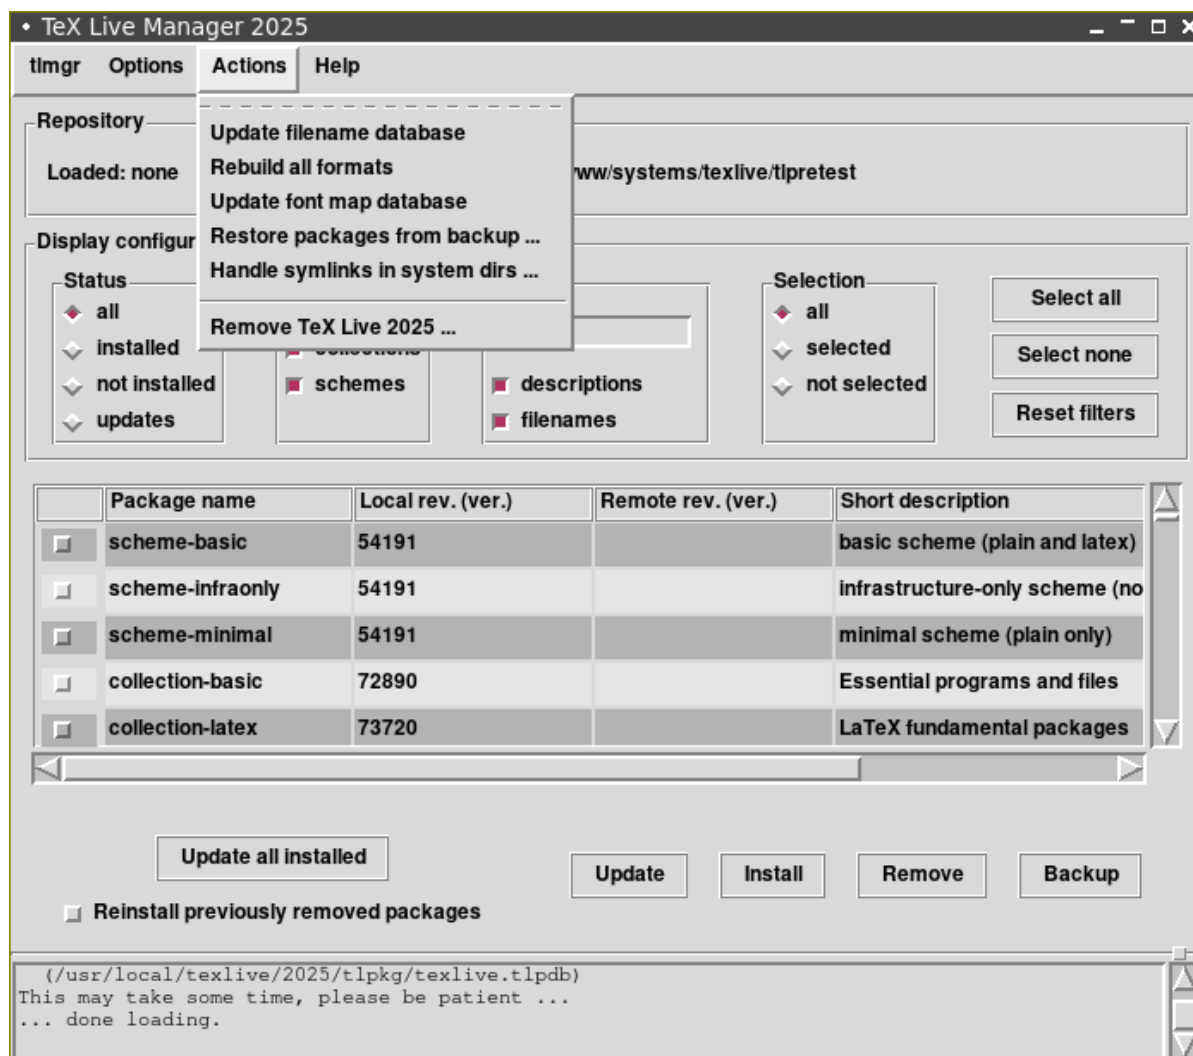 • TeX Live Manager 2025
tlmgr Options Actions Help
Update filename database
Rebuild all formats
Update font map database
Restore packages from backup ...
Handle symlinks in system dirs ...
Remove TeX Live 2025 ...
Repository
Loaded: none /www/systems/texlive/tlpretest
Display configur
Status
all
installed
not installed
updates
collections
schemes
descriptions
filenames
Selection
all
selected
not selected
Select all
Select none
Reset filters
Package name Local rev. (ver.) Remote rev. (ver.) Short description
scheme-basic 54191 basic scheme (plain and latex)
scheme-infraonly 54191 infrastructure-only scheme (no
scheme-minimal 54191 minimal scheme (plain only)
collection-basic 72890 Essential programs and files
collection-latex 73720 LaTeX fundamental packages
Update all installed
Reinstall previously removed packages
Update Install Remove Backup
(/usr/local/texlive/2025/tlpkg/texlive.tlpdb)
This may take some time, please be patient ...
... done loading.